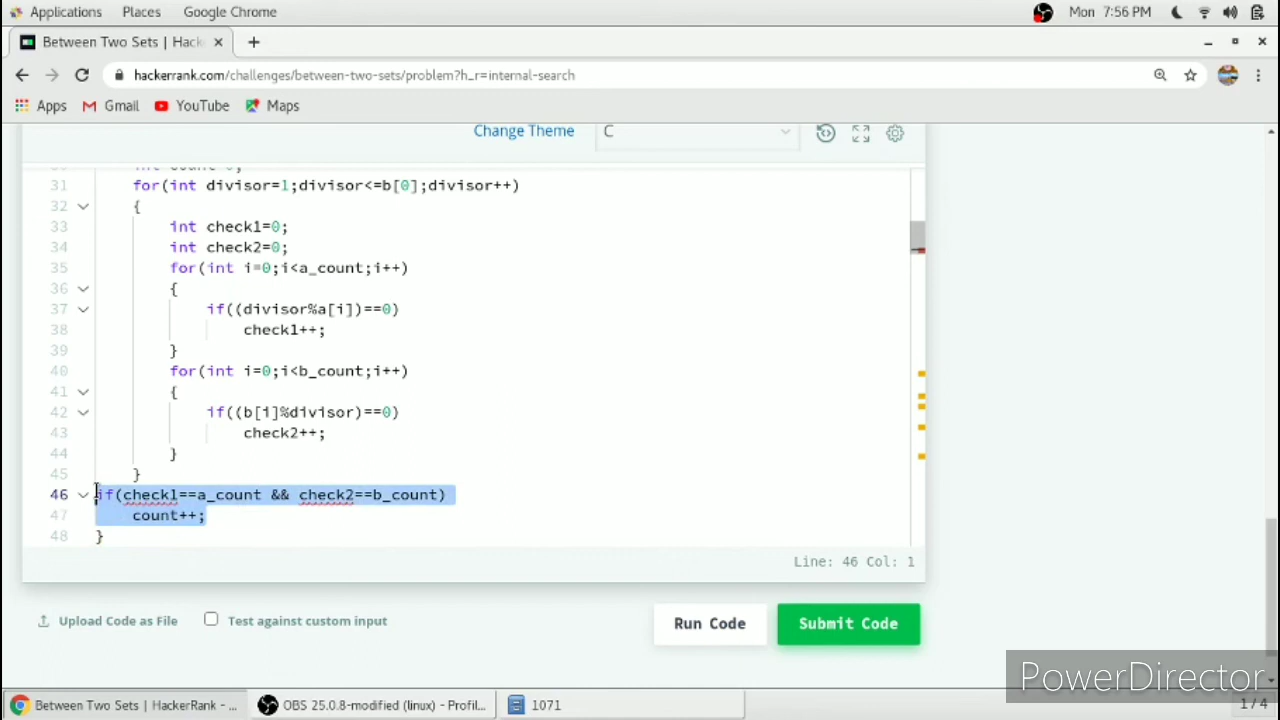 Applications Places Google Chrome Mon 7:56 PM
Between Two Sets | Hack
hackerrank.com/challenges/between-two-sets/problem?h_r=internal-search
Apps Gmail YouTube Maps
Change Theme C
31 for(int divisor=1;divisor<=b[0];divisor++)
32 {
33 int check1=0;
34 int check2=0;
35 for(int i=0;i<a_count;i++)
36 {
37 if((divisor%a[i])==0)
38 check1++;
39 }
40 for(int i=0;i<b_count;i++)
41 {
42 if((b[i]%divisor)==0)
43 check2++;
44 }
45 }
46 if(check1==a_count && check2==b_count)
47 count++;
48 }
Line: 46 Col: 1
Upload Code as File Test against custom input Run Code Submit Code
PowerDirector
Between Two Sets | HackerRank - ... OBS 25.0.8-modified (linux) - Profil... 1071 1 / 4